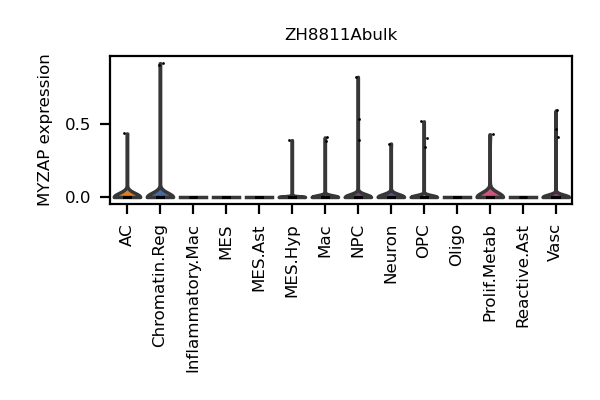 ZH8811Abulk
MYZAP expression
0.5
0.0
AC
Chromatin.Reg
Inflammatory.Mac
MES
MES.Ast
MES.Hyp
Mac
NPC
Neuron
OPC
Oligo
Prolif.Metab
Reactive.Ast
Vasc